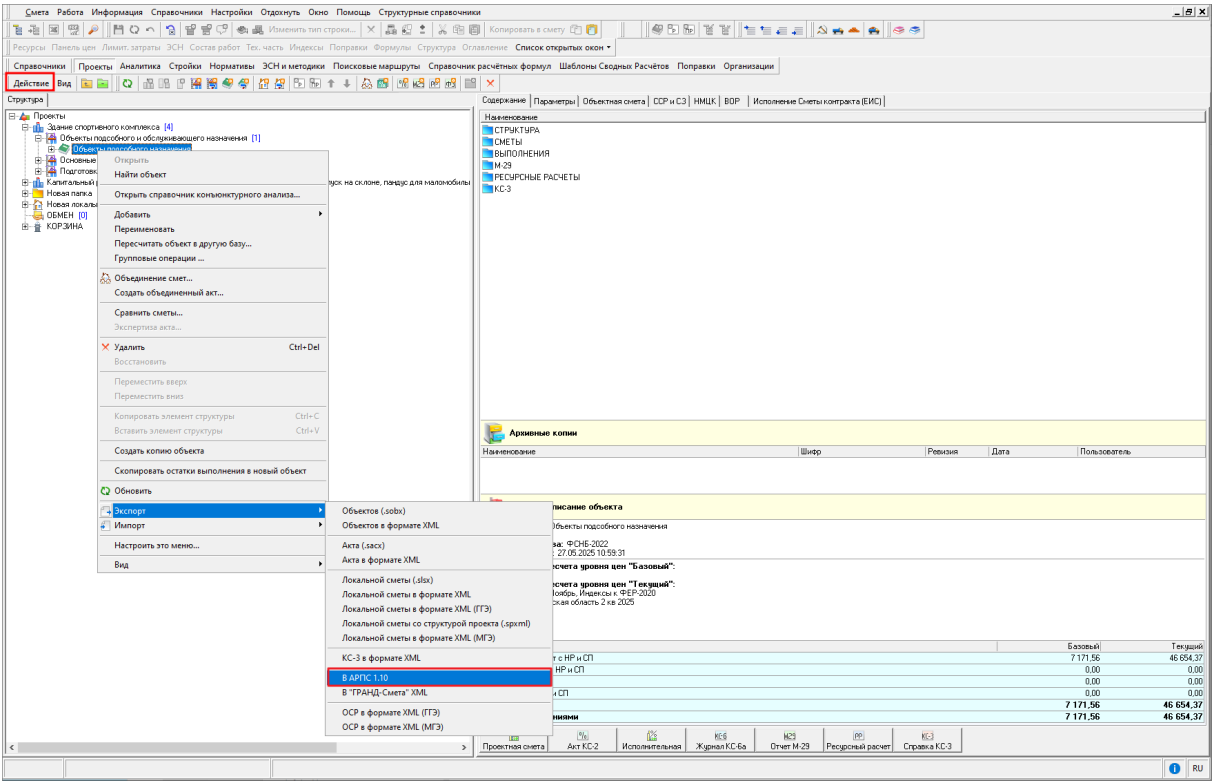 Смета Работа Информация Справочники Настройки Отдохнуть Окно Помощь Структурные справочники
Изменить тип строки... Копировать в смету
Ресурсы Панель цен Лимит. затраты ЭСН Состав работ Тех. часть Индексы Поправки Формулы Структура Оглавление Список открытых окон
Справочники Проекты Аналитика Стройки Нормативы ЭСН и методики Поисковые маршруты Справочник расчётных формул Шаблоны Сводных Расчётов Поправки Организации
Действие Вид
Структура
Проекты
Здание спортивного комплекса [4]
Объекты подсобного и обслуживающего назначения [1]
Объекты подсобного назначения
Основные
Подготовк
Капитальный р
уск на склоне, пандус для маломобилы
Новая папка
Новая локалы
ОБМЕН [0]
КОРЗИНА
Открыть
Найти объект
Открыть справочник конъюнктурного анализа...
Добавить
Переименовать
Пересчитать объект в другую базу...
Групповые операции ...
Объединение смет...
Создать объединенный акт...
Сравнить сметы...
Экспертиза акта...
Удалить Ctrl+Del
Восстановить
Переместить вверх
Переместить вниз
Копировать элемент структуры Ctrl+C
Вставить элемент структуры Ctrl+V
Создать копию объекта
Скопировать остатки выполнения в новый объект
Обновить
Экспорт
Импорт
Настроить это меню...
Вид
Объектов (.sobx)
Объектов в формате XML
Акта (.sacx)
Акта в формате XML
Локальной сметы (.slsx)
Локальной сметы в формате XML
Локальной сметы в формате XML (ГГЭ)
Локальной сметы со структурой проекта (.spxml)
Локальной сметы в формате XML (МГЭ)
КС-3 в формате XML
В АРПС 1.10
В "ГРАНД-Смета" XML
ОСР в формате XML (ГГЭ)
ОСР в формате XML (МГЭ)
Содержание Параметры Объектная смета ССР и СЗ НМЦК ВОР Исполнение Сметы контракта (ЕИС)
Наименование
СТРУКТУРА
СМЕТЫ
ВЫПОЛНЕНИЯ
М-29
РЕСУРСНЫЕ РАСЧЕТЫ
КС-3
Архивные копии
Наименование Шифр Ревизия Дата Пользователь
писание объекта
Объекты подсобного назначения
за: ФСНБ-2022
: 27.05.2025 10:59:31
есчета уровня цен "Базовый":
есчета уровня цен "Текущий":
Ноябрь, Индексы к ФЕР-2020
ская область 2 кв 2025
Базовый Текущий
т с НР и СП 7 171,56 46 654,37
НР и СП 0,00 0,00
0,00 0,00
и СП 0,00 0,00
7 171,56 46 654,37
ниями 7 171,56 46 654,37
Проектная смета Акт КС-2 Исполнительная Журнал КС-6а Отчет М-29 Ресурсный расчет Справка КС-3
RU